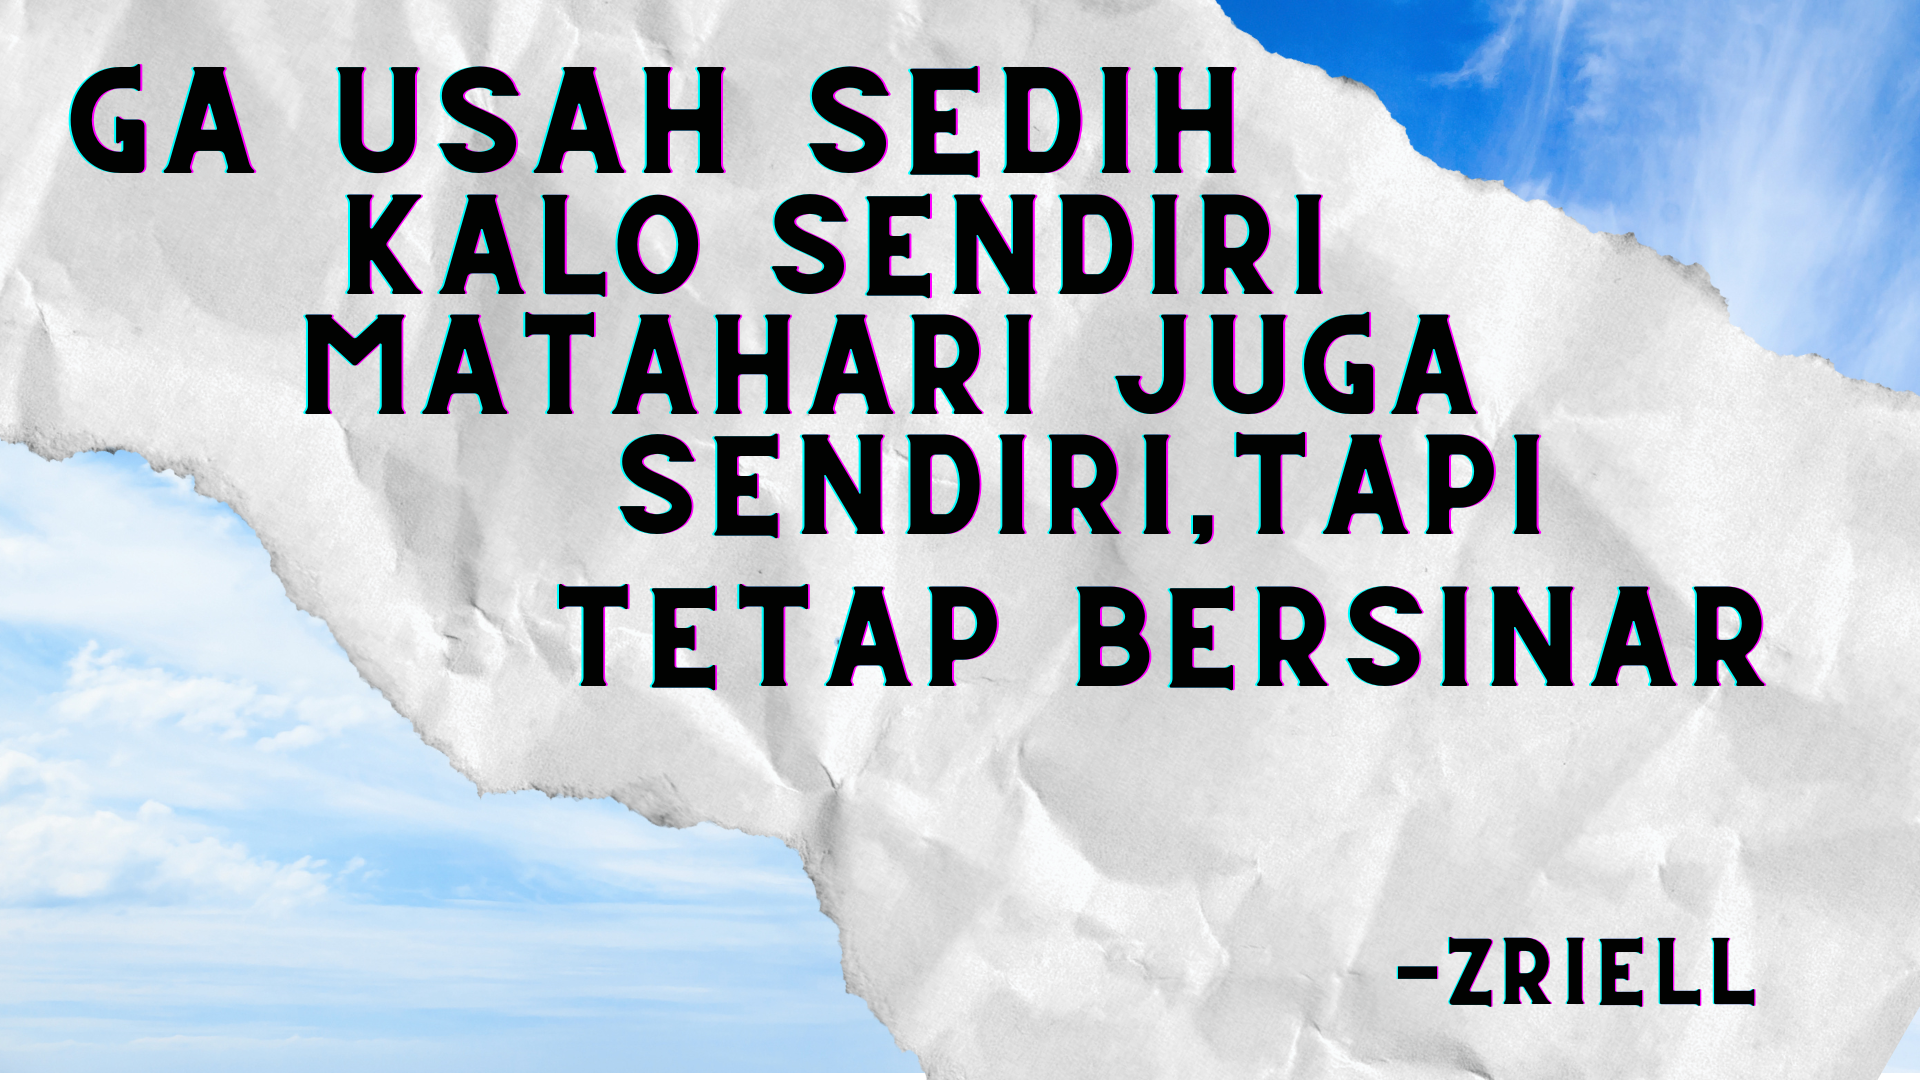 GA USAH SEDIH
KALO SENDIRI
MATAHARI JUGA
SENDIRI,TAPI
TETAP BERSINAR
-ZRIELL